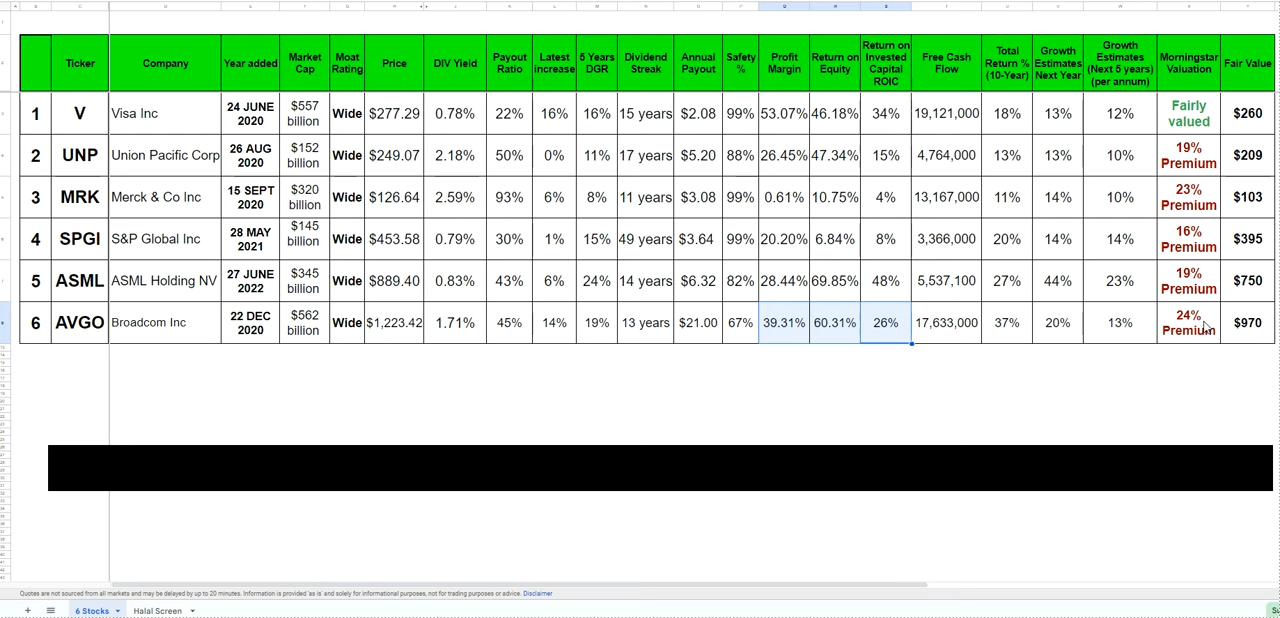 Ticker Company Year added Market Cap Moat Rating Price DIV Yield Payout Ratio Latest increase 5 Years DGR Dividend Streak Annual Payout Safety % Profit Margin Return on Equity Return on Invested Capital ROIC Free Cash Flow Total Return % (10-Year) Growth Estimates Next Year Growth Estimates (Next 5 years) (per annum) Morningstar Valuation Fair Value
1 V Visa Inc 24 JUNE 2020 $557 billion Wide $277.29 0.78% 22% 16% 16% 15 years $2.08 99% 53.07% 46.18% 34% 19,121,000 18% 13% 12% Fairly valued $260
2 UNP Union Pacific Corp 26 AUG 2020 $152 billion Wide $249.07 2.18% 50% 0% 11% 17 years $5.20 88% 26.45% 47.34% 15% 4,764,000 13% 13% 10% 19% Premium $209
3 MRK Merck & Co Inc 15 SEPT 2020 $320 billion Wide $126.64 2.59% 93% 6% 8% 11 years $3.08 99% 0.61% 10.75% 4% 13,167,000 11% 14% 10% 23% Premium $103
4 SPGI S&P Global Inc 28 MAY 2021 $145 billion Wide $453.58 0.79% 30% 1% 15% 49 years $3.64 99% 20.20% 6.84% 8% 3,366,000 20% 14% 14% 16% Premium $395
5 ASML ASML Holding NV 27 JUNE 2022 $345 billion Wide $889.40 0.83% 43% 6% 24% 14 years $6.32 82% 28.44% 69.85% 48% 5,537,100 27% 44% 23% 19% Premium $750
6 AVGO Broadcom Inc 22 DEC 2020 $562 billion Wide $1,223.42 1.71% 45% 14% 19% 13 years $21.00 67% 39.31% 60.31% 26% 17,633,000 37% 20% 13% 24% Premium $970
Quotes are not sourced from all markets and may be delayed by up to 20 minutes. Information is provided 'as is' and solely for informational purposes, not for trading purposes or advice. Disclaimer
6 Stocks Halal Screen